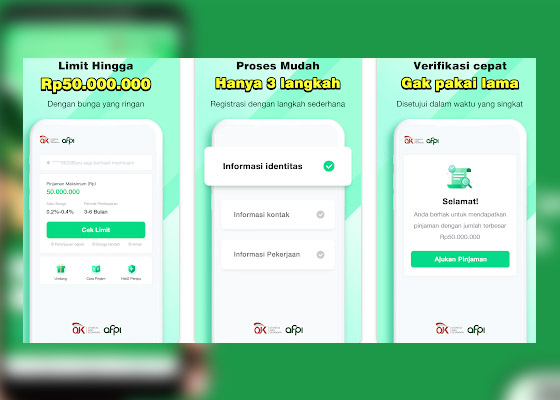 Limit Hingga
Rp50.000.000
Dengan bunga yang ringan
afpi
Pinjaman Maksimum (Rp)
50.000.000
0,2%-0.4%
3-6 Bulan
Cek Limit
Undang
Cara Pinjam
afpi
Proses Mudah
Hanya 3 langkah
Registrasi dengan langkah sederhana
Informasi identitas
Informasi kontak
Informasi Pekerjaan
afpi
Verifikasi cepat
Gak pakai lama
Disetujui dalam waktu yang singkat
afpi
Selamat!
Anda berhak untuk mendapatkan
pinjaman dengan jumlah terbesar
Rp50.000.000
Ajukan Pinjaman
afpi